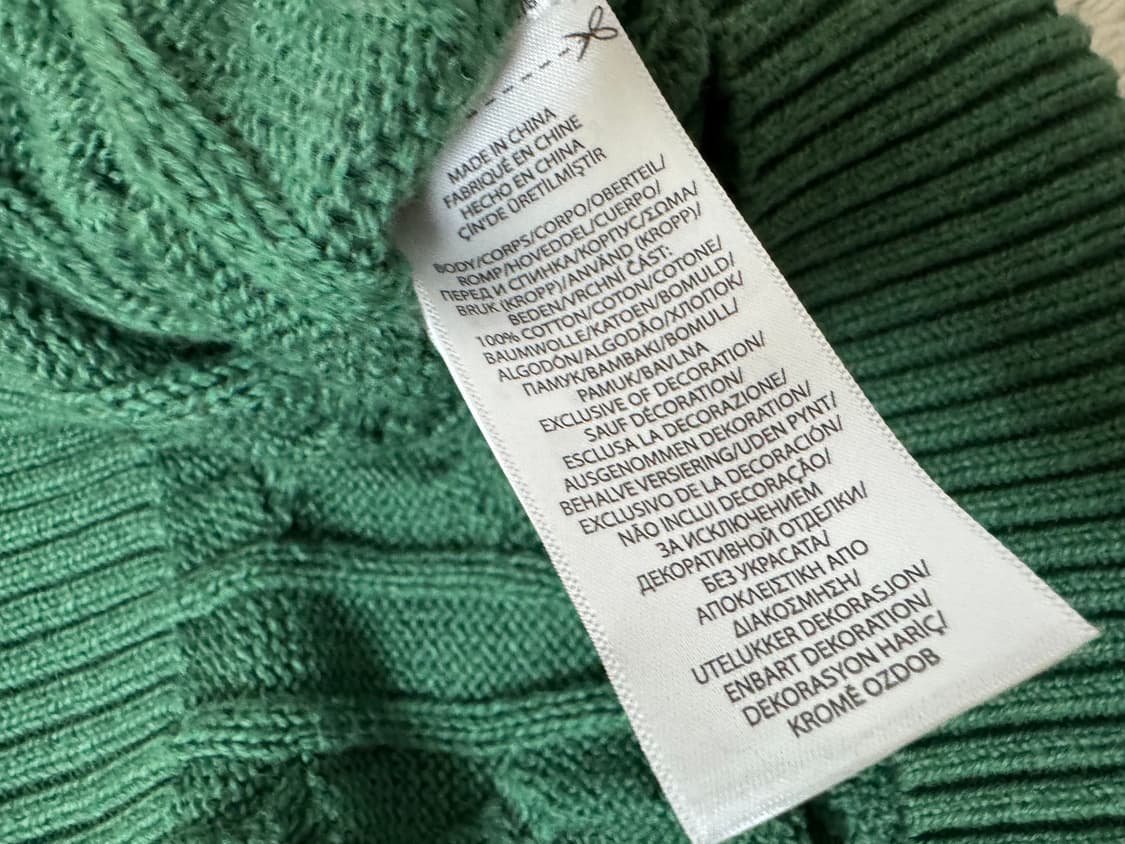 MADE IN CHINA
FABRIQUÉ EN CHINE
HECHO EN CHINA
ÇİN'DE ÜRETİLMİŞTİR
BODY/CORPS/CORPO/OBERTEIL/
ROMP/HOVEDDEL/CUERPO/
ПЕРЕД И СПИНКА/КОРПУС/ΣΩΜΑ/
BRUK (KROPP)/ANVÄND (KROPP)/
BEDEN/VRCHNÍ ČÁST:
100% COTTON/COTON/COTONE/
BAUMWOLLE/KATOEN/BOMULD/
ALGODÓN/ALGODÃO/ХЛОПОК/
ПАМУК/ΒΑΜΒΑΚΙ/BOMULL/
PAMUK/BAVLNA
EXCLUSIVE OF DECORATION/
SAUF DÉCORATION/
ESCLUSA LA DECORAZIONE/
AUSGENOMMEN DEKORATION/
BEHALVE VERSIERING/UDEN PYNT/
EXCLUSIVO DE LA DECORACIÓN/
NÃO INCLUI DECORAÇÃO/
ЗА ИСКЛЮЧЕНИЕМ
ДЕКОРАТИВНОЙ ОТДЕЛКИ/
БЕЗ УКРАСАТА/
ΑΠΟΚΛΕΙΣΤΙΚΗ ΑΠΟ
ΔΙΑΚΟΣΜΗΣΗ/
UTELUKKER DEKORASJON/
ENBART DEKORATION/
DEKORASYON HARİÇ/
KROMĚ OZDOB